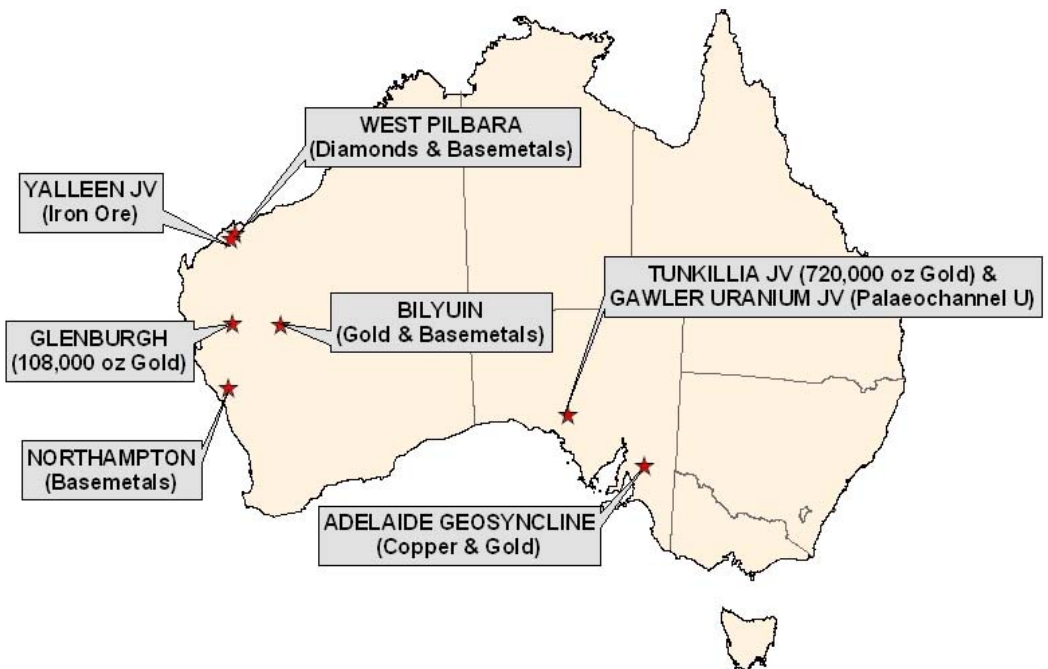 WEST PILBARA
(Diamonds & Basemetals)
YALLEEN JV
(Iron Ore)
TUNKILLIA JV (720,000 oz Gold) &
GAWLER URANIUM JV (Palaeochannel U)
BILYUIN
(Gold & Basemetals)
GLENBURGH
(108,000 oz Gold)
NORTHAMPTON
(Basemetals)
ADELAIDE GEOSYNCLINE
(Copper & Gold)